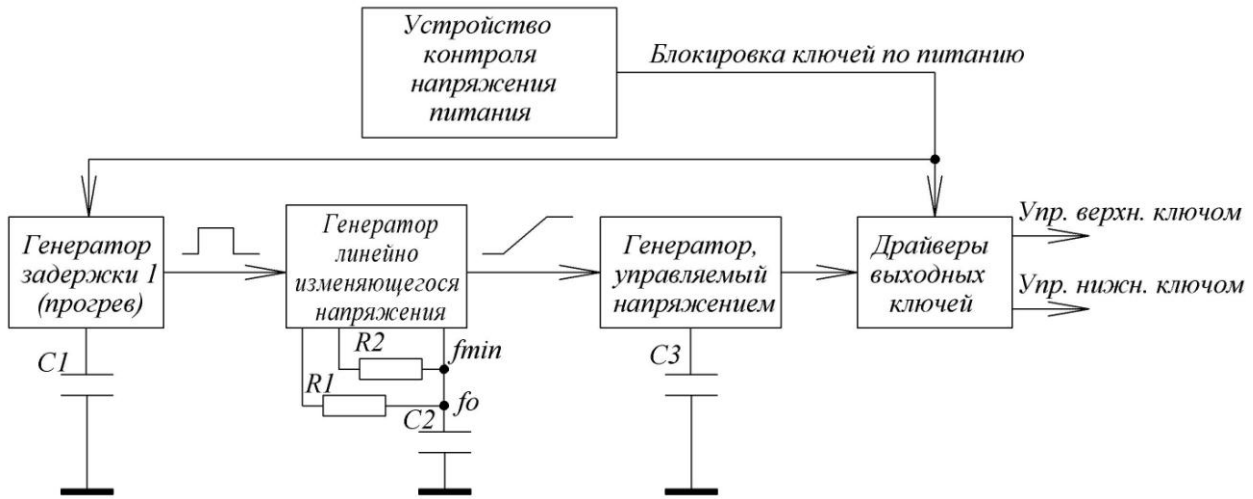 Устройство
контроля
напряжения
питания
Блокировка ключей по питанию
Генератор
задержки 1
(прогрев)
Генератор
линейно
изменяющегося
напряжения
Генератор,
управляемый
напряжением
Драйверы
выходных
ключей
Упр. верхн. ключом
Упр. нижн. ключом
C1
R2
fmin
R1
fo
C2
C3